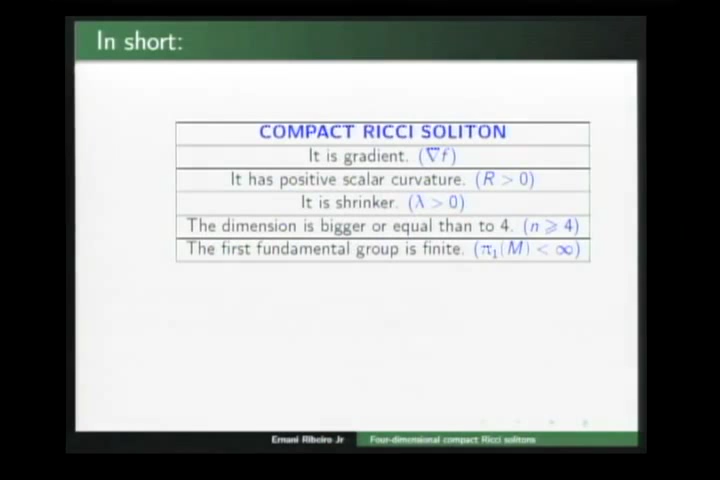 In short:
COMPACT RICCI SOLITON
It is gradient. (∇f)
It has positive scalar curvature. (R > 0)
It is shrinker. (λ > 0)
The dimension is bigger or equal than to 4. (n ⩾ 4)
The first fundamental group is finite. (π₁(M) < ∞)
Ernani Ribeiro Jr
Four-dimensional compact Ricci solitons